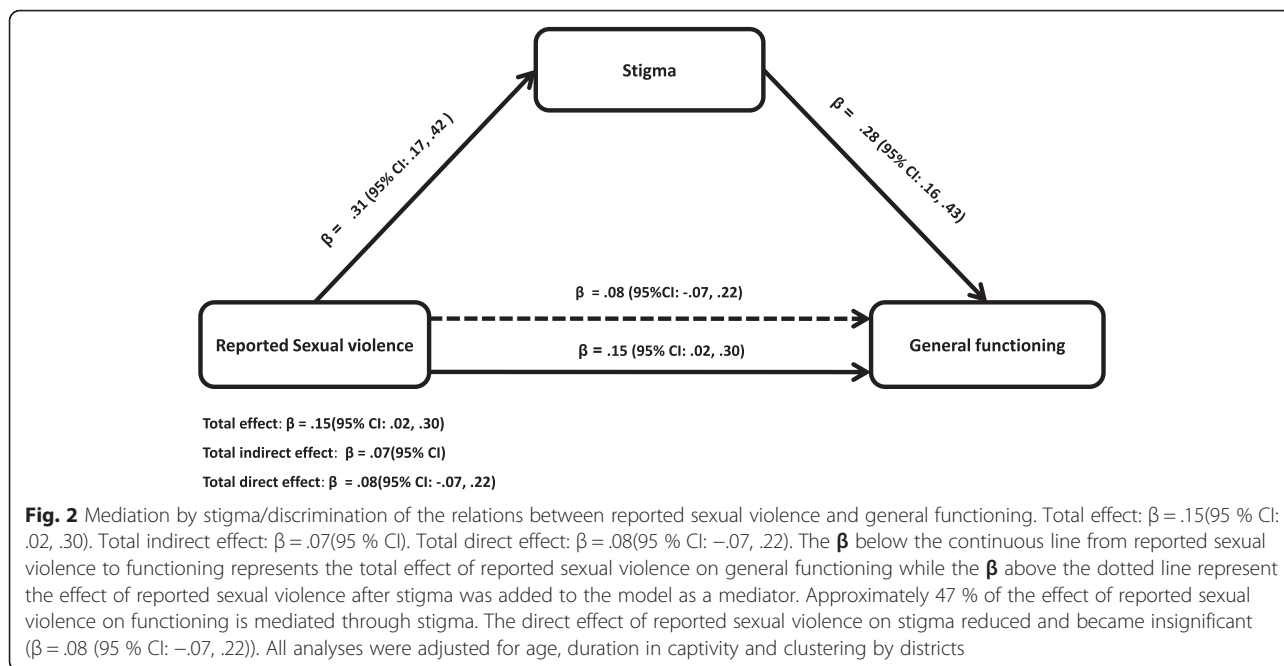 Stigma
β = .31 (95% CI: .17, .42 )
β = .28 (95% CI: .16, .43)
β = .08 (95%CI: -.07, .22)
Reported Sexual violence
β = .15 (95% CI: .02, .30)
General functioning
Total effect: β = .15(95% CI: .02, .30)
Total indirect effect: β = .07(95% CI)
Total direct effect: β = .08(95% CI: -.07, .22)
Fig. 2 Mediation by stigma/discrimination of the relations between reported sexual violence and general functioning. Total effect: β = .15(95 % CI:
.02, .30). Total indirect effect: β = .07(95 % CI). Total direct effect: β = .08(95 % CI: −.07, .22). The β below the continuous line from reported sexual
violence to functioning represents the total effect of reported sexual violence on general functioning while the β above the dotted line represent
the effect of reported sexual violence after stigma was added to the model as a mediator. Approximately 47 % of the effect of reported sexual
violence on functioning is mediated through stigma. The direct effect of reported sexual violence on stigma reduced and became insignificant
(β = .08 (95 % CI: −.07, .22)). All analyses were adjusted for age, duration in captivity and clustering by districts